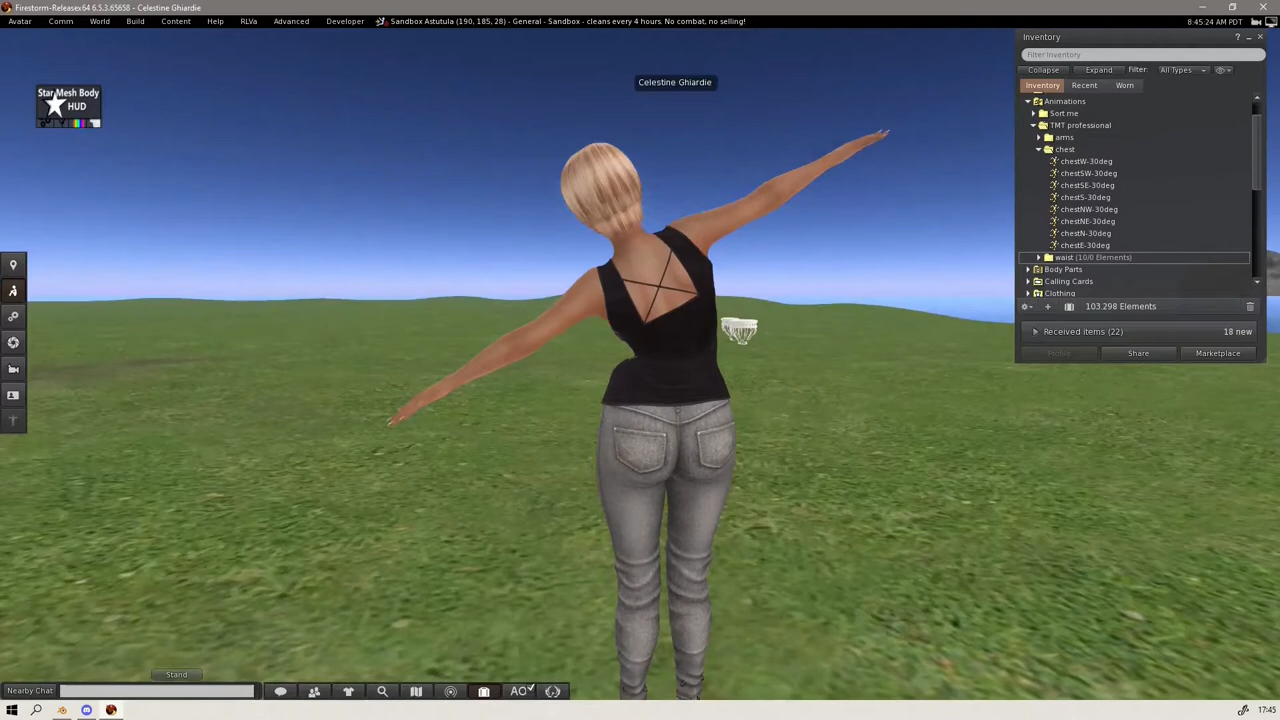 Firestorm-Releasex64 6.5.3.65658 - Celestine Ghiardie
Avatar Comm World Build Content Help RLVa Advanced Developer Sandbox Astutula (190, 185, 28) - General - Sandbox - cleans every 4 hours. No combat, no selling! 8:45:24 AM PDT
Star Mesh Body
HUD
Celestine Ghiardie
Inventory
Filter Inventory
Collapse Expand Filter: All Types
Inventory Recent Worn
Animations
Sort me
TMT professional
arms
chest
chestW-30deg
chestSW-30deg
chestSE-30deg
chestS-30deg
chestNW-30deg
chestNE-30deg
chestN-30deg
chestE-30deg
waist (10/0 Elements)
Body Parts
Calling Cards
Clothing
103.298 Elements
Received items (22) 18 new
Profile Share Marketplace
Stand
Nearby Chat AO
17:45